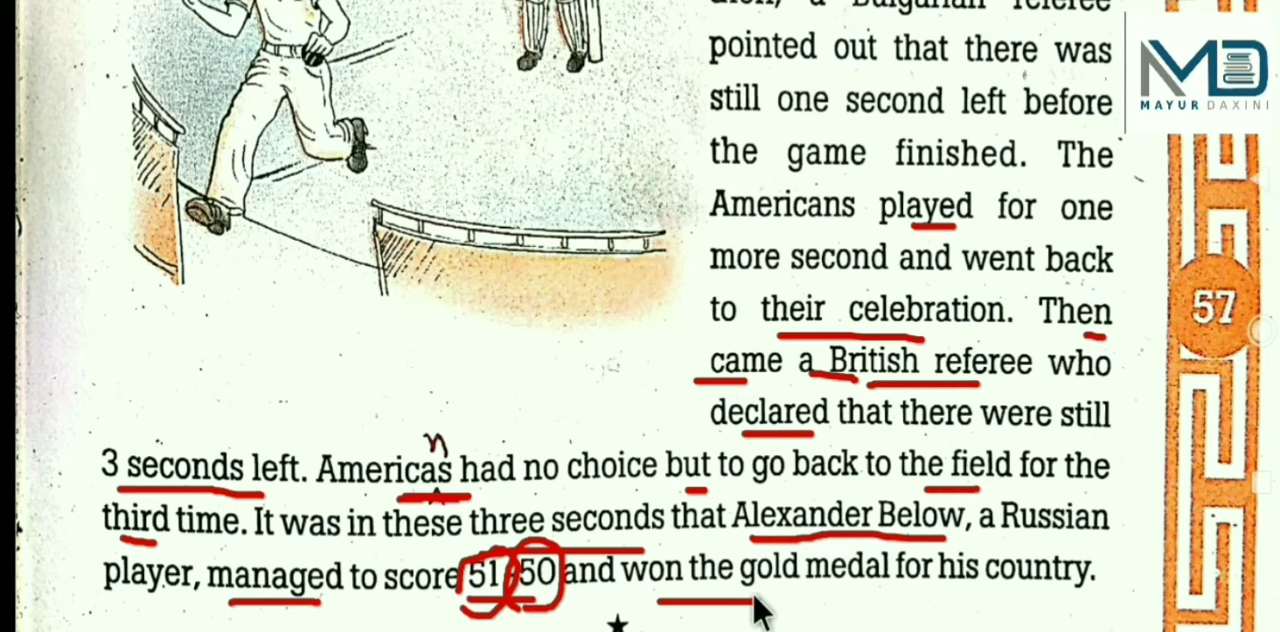 a Bulgarian referee
pointed out that there was
still one second left before
the game finished. The
Americans played for one
more second and went back
to their celebration. Then
came a British referee who
declared that there were still
3 seconds left. Americas had no choice but to go back to the field for the
n
third time. It was in these three seconds that Alexander Below, a Russian
player, managed to score 51 50 and won the gold medal for his country.
MD
MAYUR DAXINI
57